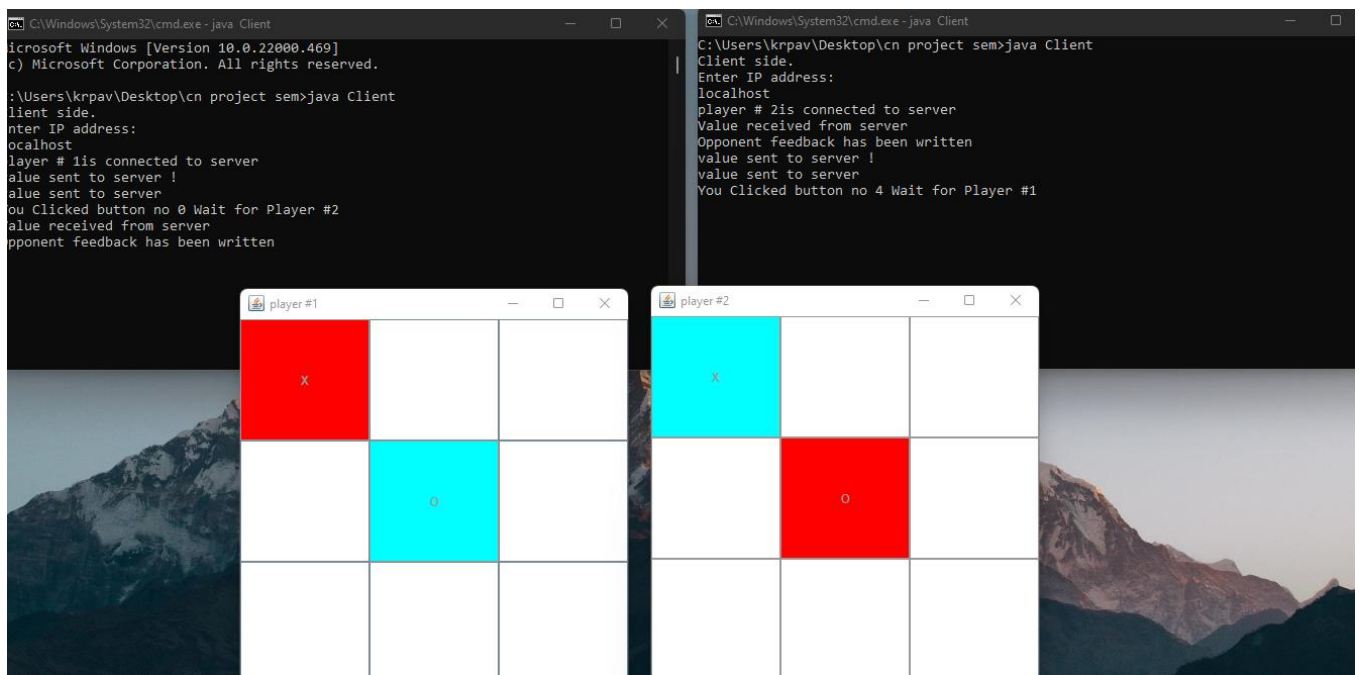 C:\Windows\System32\cmd.exe - java Client
icrosoft Windows [Version 10.0.22000.469]
c) Microsoft Corporation. All rights reserved.
:\Users\krpav\Desktop\cn project sem>java Client
lient side.
nter IP address:
ocalhost
layer # 1is connected to server
alue sent to server !
alue sent to server
ou Clicked button no 0 Wait for Player #2
alue received from server
pponent feedback has been written
C:\Windows\System32\cmd.exe - java Client
C:\Users\krpav\Desktop\cn project sem>java Client
Client side.
Enter IP address:
localhost
player # 2is connected to server
Value received from server
Opponent feedback has been written
value sent to server !
value sent to server
You Clicked button no 4 Wait for Player #1
player #1
X
O
player #2
X
O